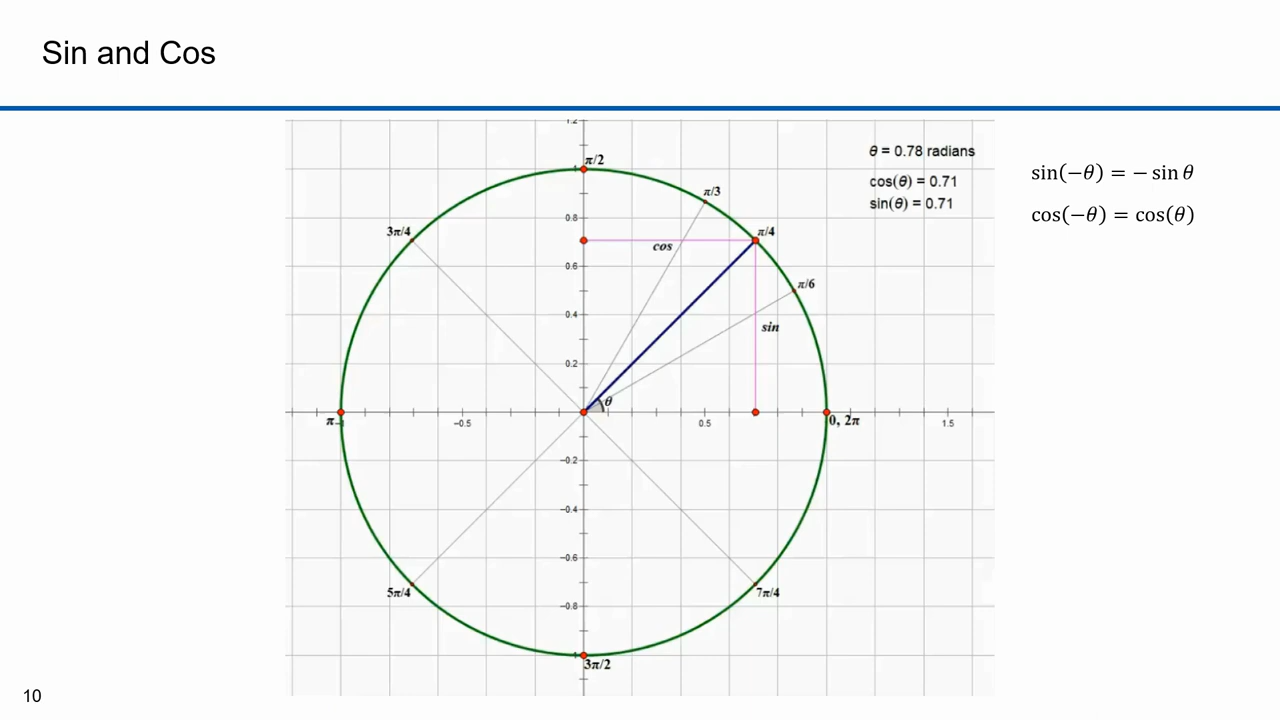 Sin and Cos
1.2
π/2
π/3
θ = 0.78 radians
cos(θ) = 0.71
sin(θ) = 0.71
sin(−θ) = − sin θ
cos(−θ) = cos(θ)
0.8
3π/4
π/4
cos
0.6
π/6
0.4
sin
0.2
θ
π
-0.5
0.5
0, 2π
1.5
-0.2
-0.4
-0.6
5π/4
7π/4
-0.8
3π/2
10